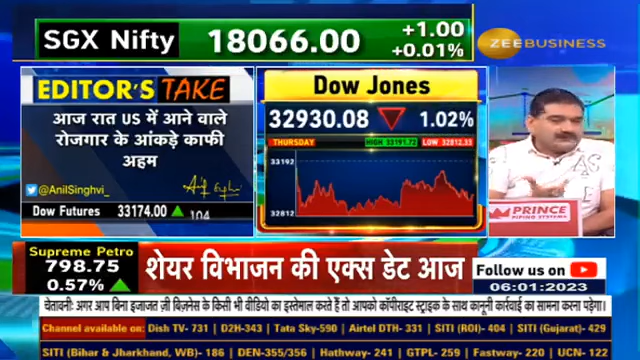 SGX Nifty 18066.00 +1.00
+0.01%
ZEEBUSINESS
EDITOR'S TAKE
आज रात US में आने वाले
रोजगार के आंकड़े काफी
अहम
@AnilSinghvi_
Dow Futures 33174.00 104
Dow Jones
32930.08 1.02%
THURSDAY HIGH 33191.72 LOW 32812.33
33192
32812
PRINCE
PIPING SYSTEMS
Supreme Petro
798.75
0.57%
शेयर विभाजन की एक्स डेट आज
Follow us on
06:01:2023
चेतावनी: अगर आप बिना इजाजत ज़ी बिज़नेस के किसी भी वीडियो का इस्तेमाल करते हैं तो आपको कॉपीराइट स्ट्राइक के साथ कानूनी कार्रवाई का सामना करना पड़ेगा.
Channel available on: Dish TV- 731 | D2H-343 | Tata Sky-590 | Airtel DTH- 331 | SITI (ROI) - 404 | SITI (Gujarat) - 429
SITI (Bihar & Jharkhand, WB)- 186 | DEN-355/356 | Hathway- 241 | GTPL- 259 | Fastway- 220 | UCN- 122